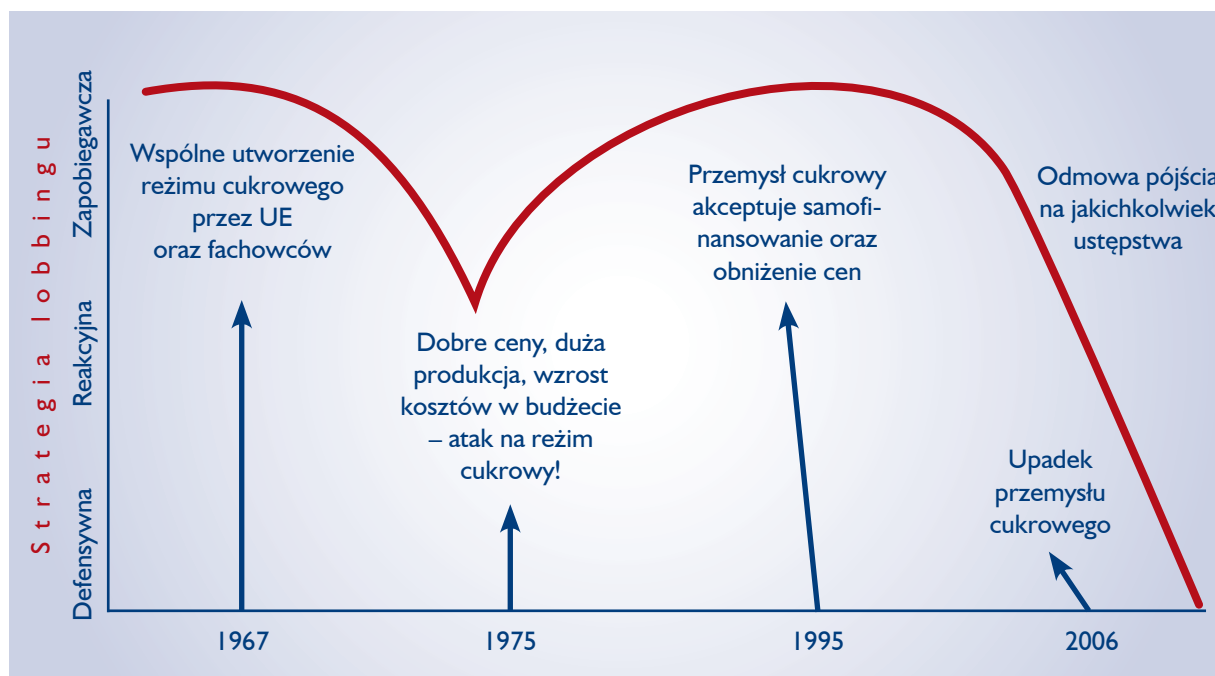 Strategia lobbingu
Zapobiegawcza
Reakcyjna
Defensywna
Wspólne utworzenie
reżimu cukrowego
przez UE
oraz fachowców
Dobre ceny, duża
produkcja, wzrost
kosztów w budżecie
– atak na reżim
cukrowy!
Przemysł cukrowy
akceptuje samofi-
nansowanie oraz
obniżenie cen
Odmowa pójścia
na jakichkolwiek
ustępstwa
Upadek
przemysłu
cukrowego
1967
1975
1995
2006